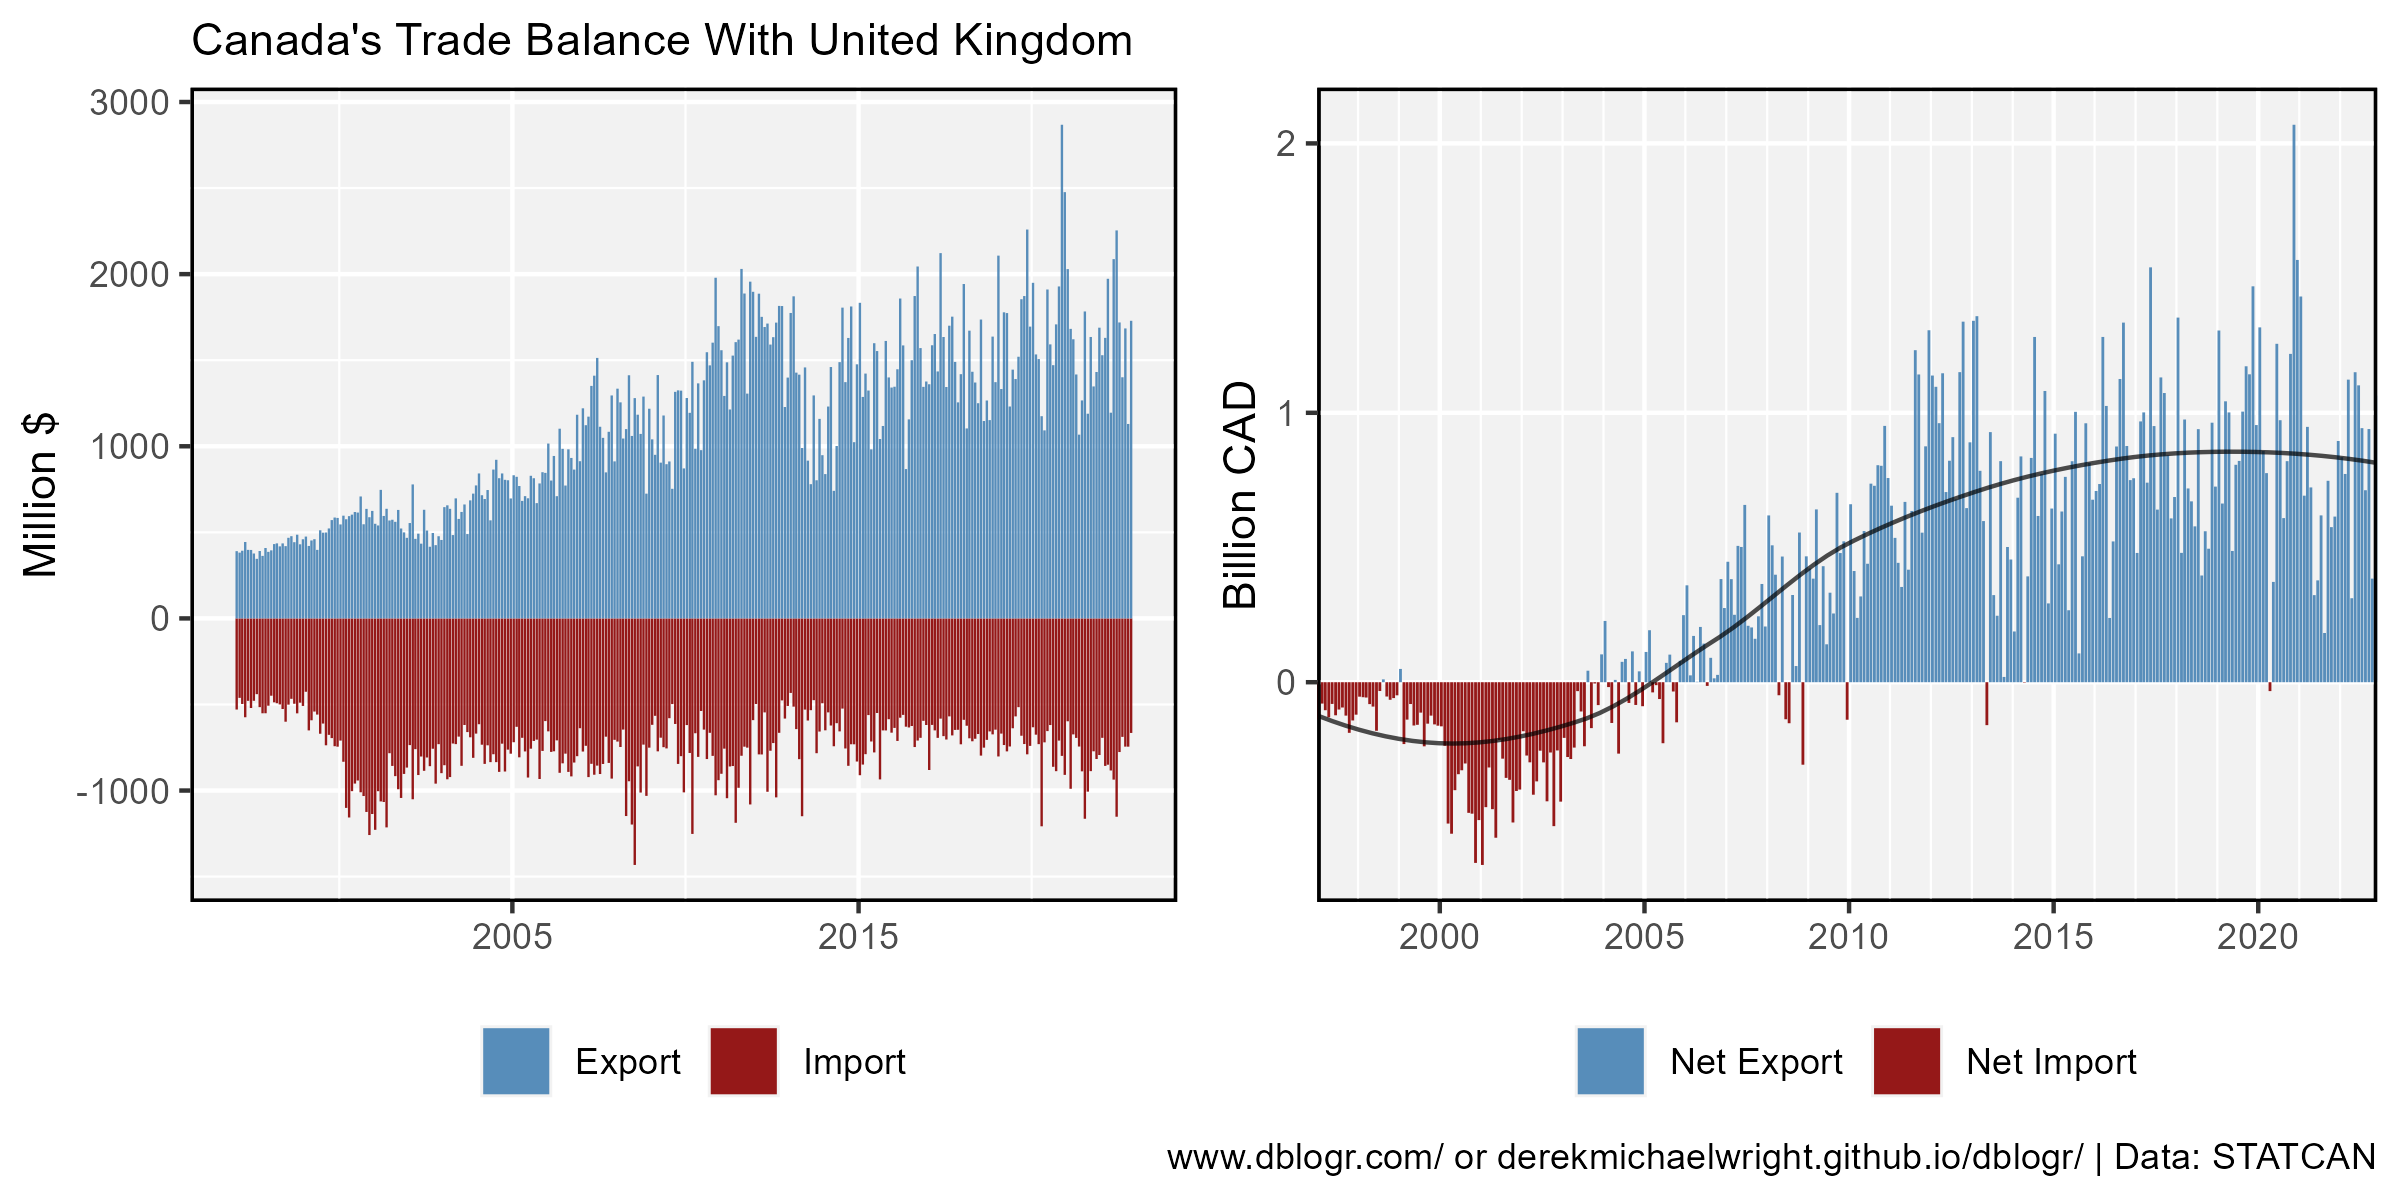 Canada's Trade Balance With United Kingdom
Million $
3000
2000
1000
0
-1000
2005 2015
Export Import
Billion CAD
2
1
0
2000 2005 2010 2015 2020
Net Export Net Import
www.dblogr.com/ or derekmichaelwright.github.io/dblogr/ | Data: STATCAN